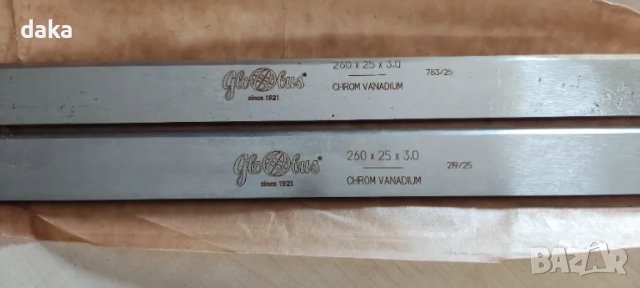 daka
globus®
since 1921
260 x 25 x 3.0
CHROM VANADIUM
783/25
globus®
since 1921
260 x 25 x 3.0
CHROM VANADIUM
219/25
BAZAR